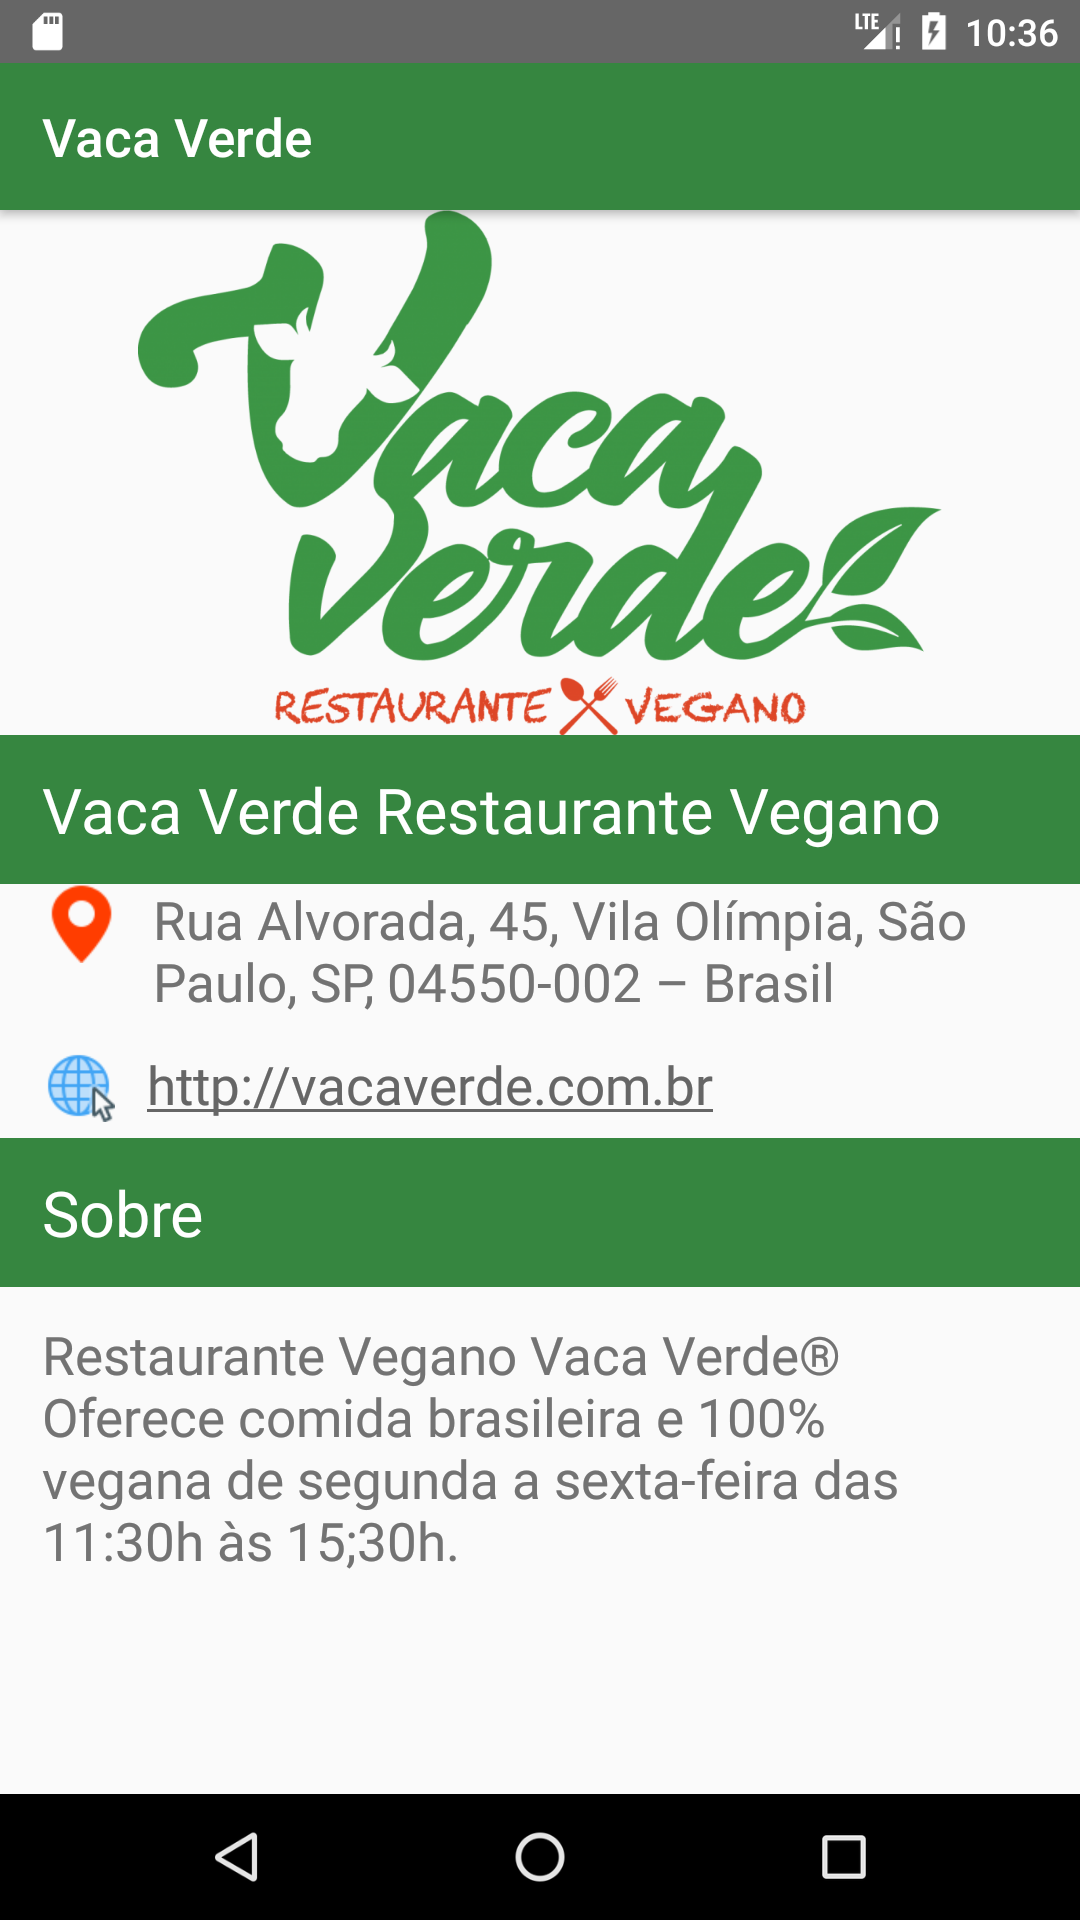 LTE 10:36
Vaca Verde
Vaca
Verde
RESTAURANTE VEGANO
Vaca Verde Restaurante Vegano
Rua Alvorada, 45, Vila Olímpia, São
Paulo, SP, 04550-002 – Brasil
http://vacaverde.com.br
Sobre
Restaurante Vegano Vaca Verde®
Oferece comida brasileira e 100%
vegana de segunda a sexta-feira das
11:30h às 15;30h.